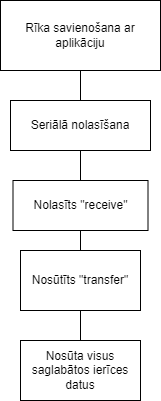 Rīka savienošana ar
aplikāciju
Seriālā nolasīšana
Nolasīts "receive"
Nosūtīts "transfer"
Nosūta visus
saglabātos ierīces
datus